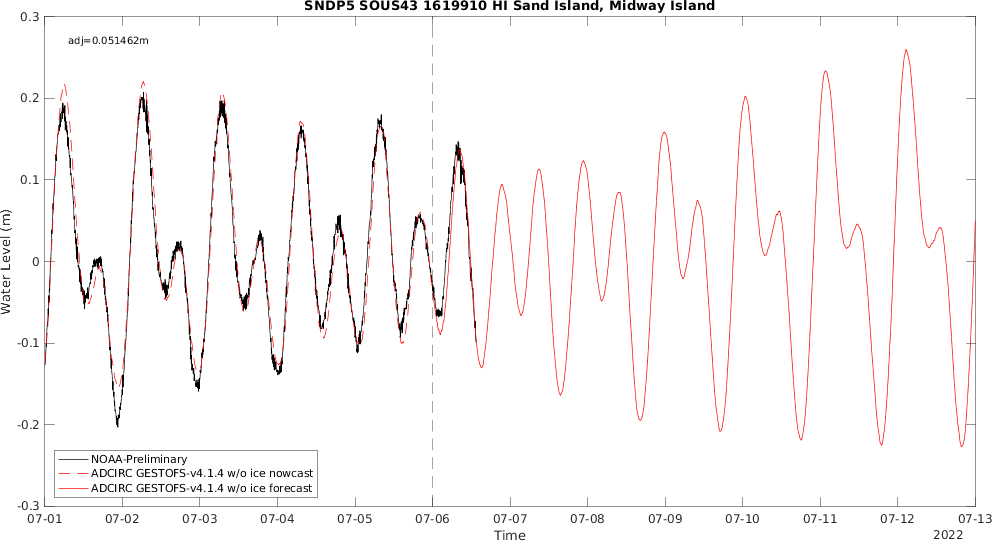 SNDP5 SOUS43 1619910 HI Sand Island, Midway Island
adj=0.051462m
0.3
0.2
0.1
0
-0.1
-0.2
-0.3
Water Level (m)
NOAA-Preliminary
ADCIRC GESTOFS-v4.1.4 w/o ice nowcast
ADCIRC GESTOFS-v4.1.4 w/o ice forecast
07-01 07-02 07-03 07-04 07-05 07-06 07-07 07-08 07-09 07-10 07-11 07-12 07-13
Time
2022